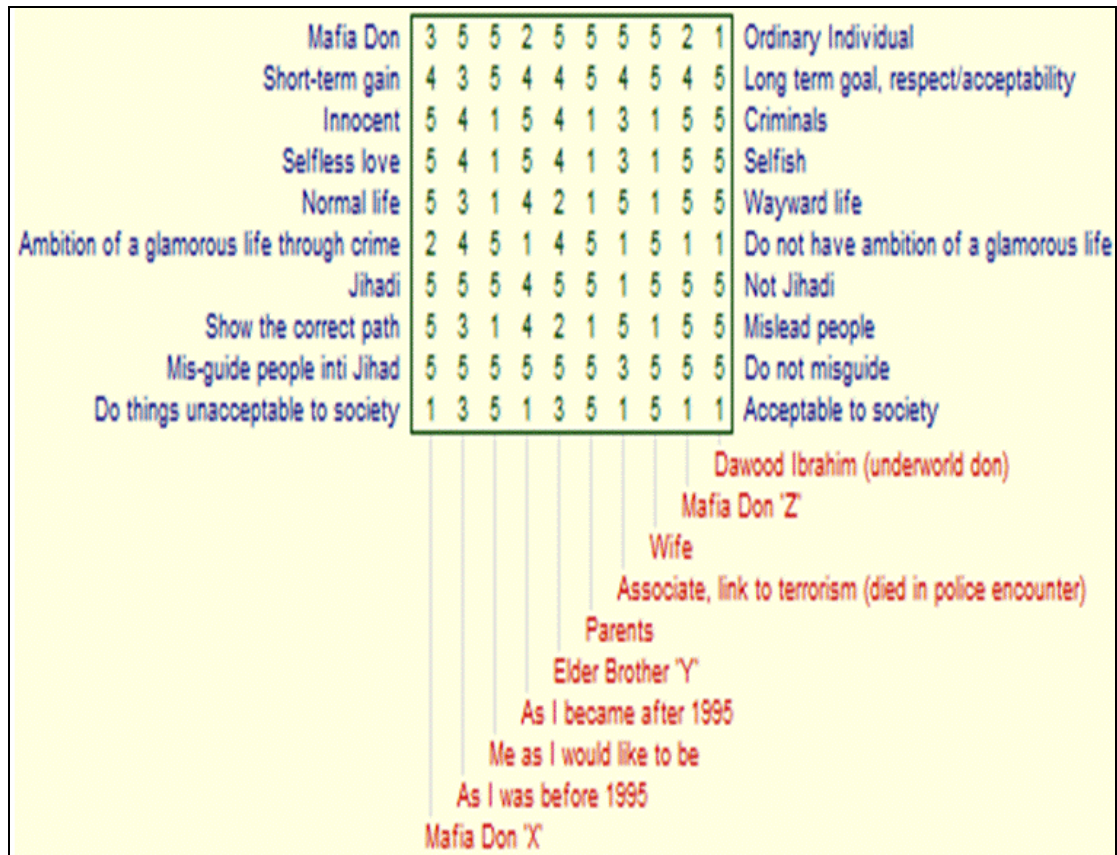 Mafia Don 3 5 5 2 5 5 5 5 2 1 Ordinary Individual
Short-term gain 4 3 5 4 4 5 4 5 4 5 Long term goal, respect/acceptability
Innocent 5 4 1 5 4 1 3 1 5 5 Criminals
Selfless love 5 4 1 5 4 1 3 1 5 5 Selfish
Normal life 5 3 1 4 2 1 5 1 5 5 Wayward life
Ambition of a glamorous life through crime 2 4 5 1 4 5 1 5 1 1 Do not have ambition of a glamorous life
Jihadi 5 5 5 4 5 5 1 5 5 5 Not Jihadi
Show the correct path 5 3 1 4 2 1 5 1 5 5 Mislead people
Mis-guide people inti Jihad 5 5 5 5 5 5 3 5 5 5 Do not misguide
Do things unacceptable to society 1 3 5 1 3 5 1 5 1 1 Acceptable to society
Dawood Ibrahim (underworld don)
Mafia Don 'Z'
Wife
Associate, link to terrorism (died in police encounter)
Parents
Elder Brother 'Y'
As I became after 1995
Me as I would like to be
As I was before 1995
Mafia Don 'X'